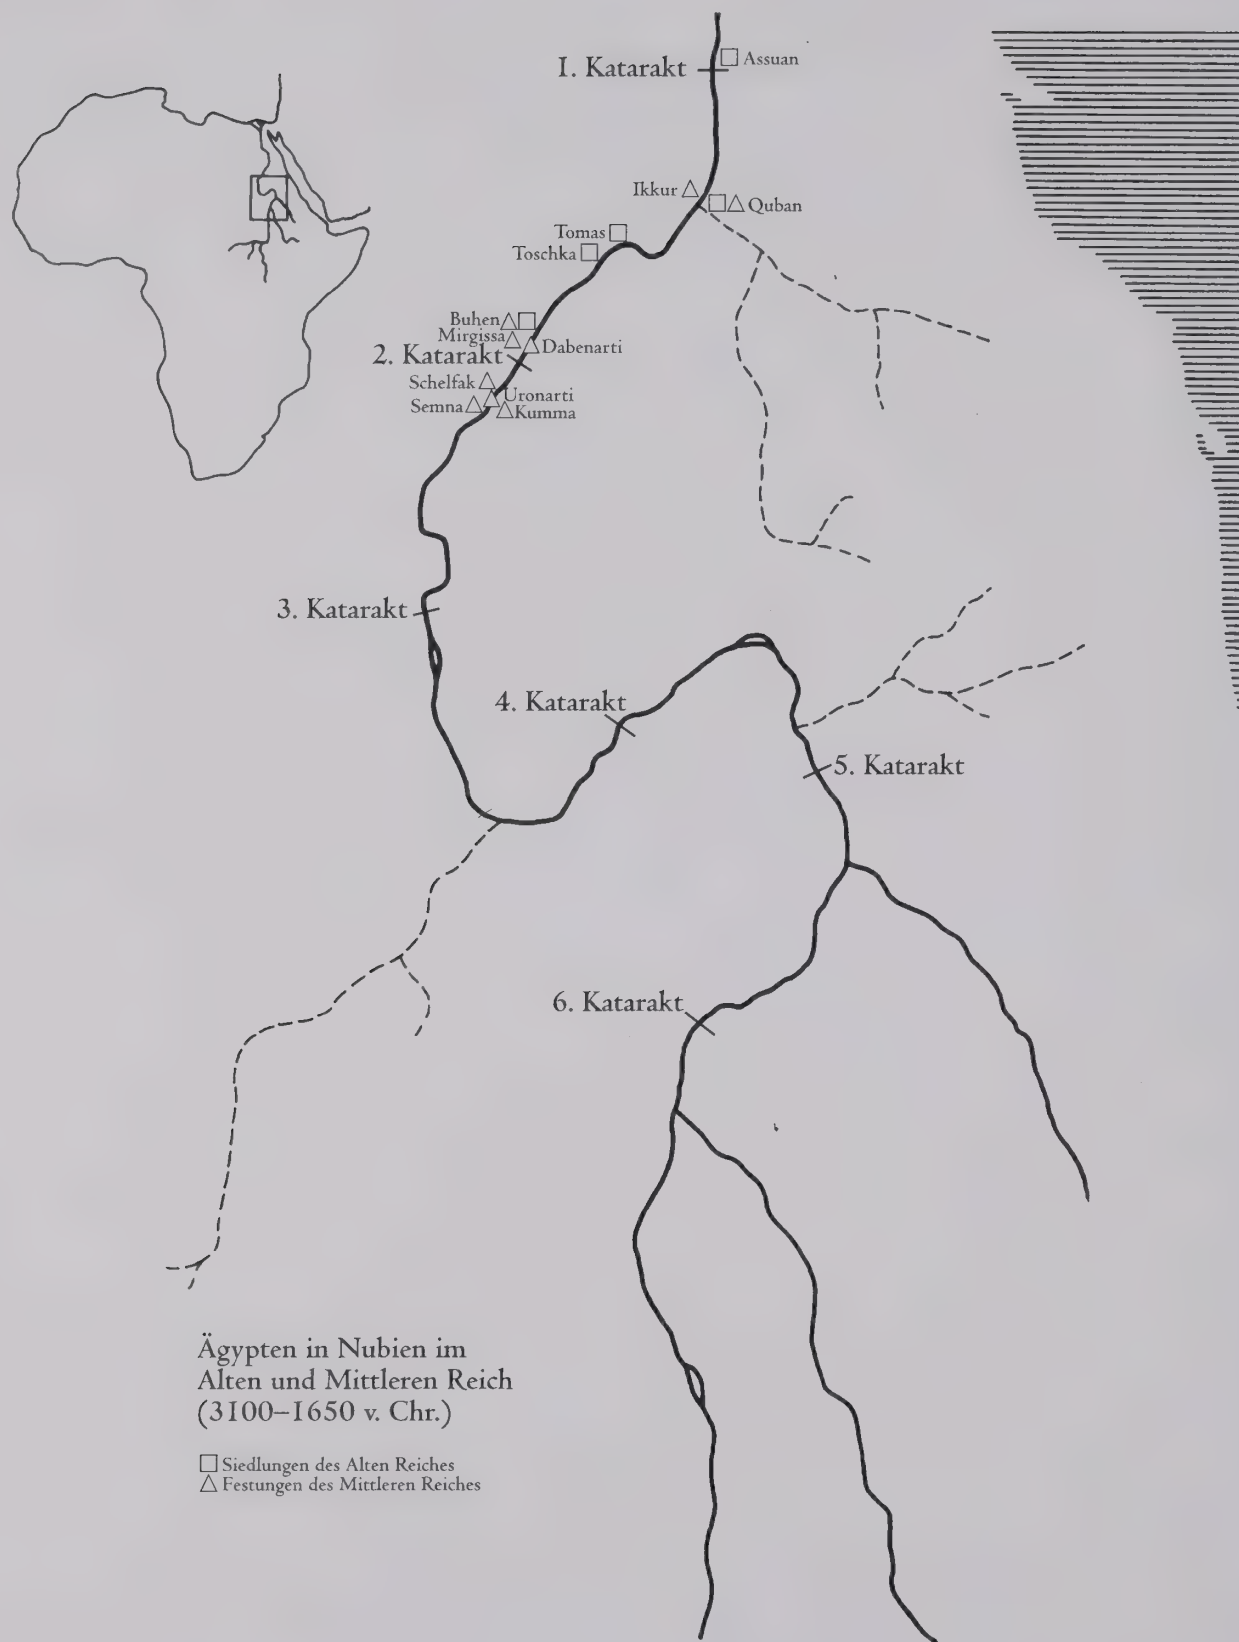 1. Katarakt
Assuan
Ikkur
Quban
Tomas
Toschka
Buhen
Mirgissa
Dabenarti
2. Katarakt
Schelfak
Uronarti
Semna
Kumma
3. Katarakt
4. Katarakt
5. Katarakt
6. Katarakt
Ägypten in Nubien im
Alten und Mittleren Reich
(3100–1650 v. Chr.)
Siedlungen des Alten Reiches
Festungen des Mittleren Reiches